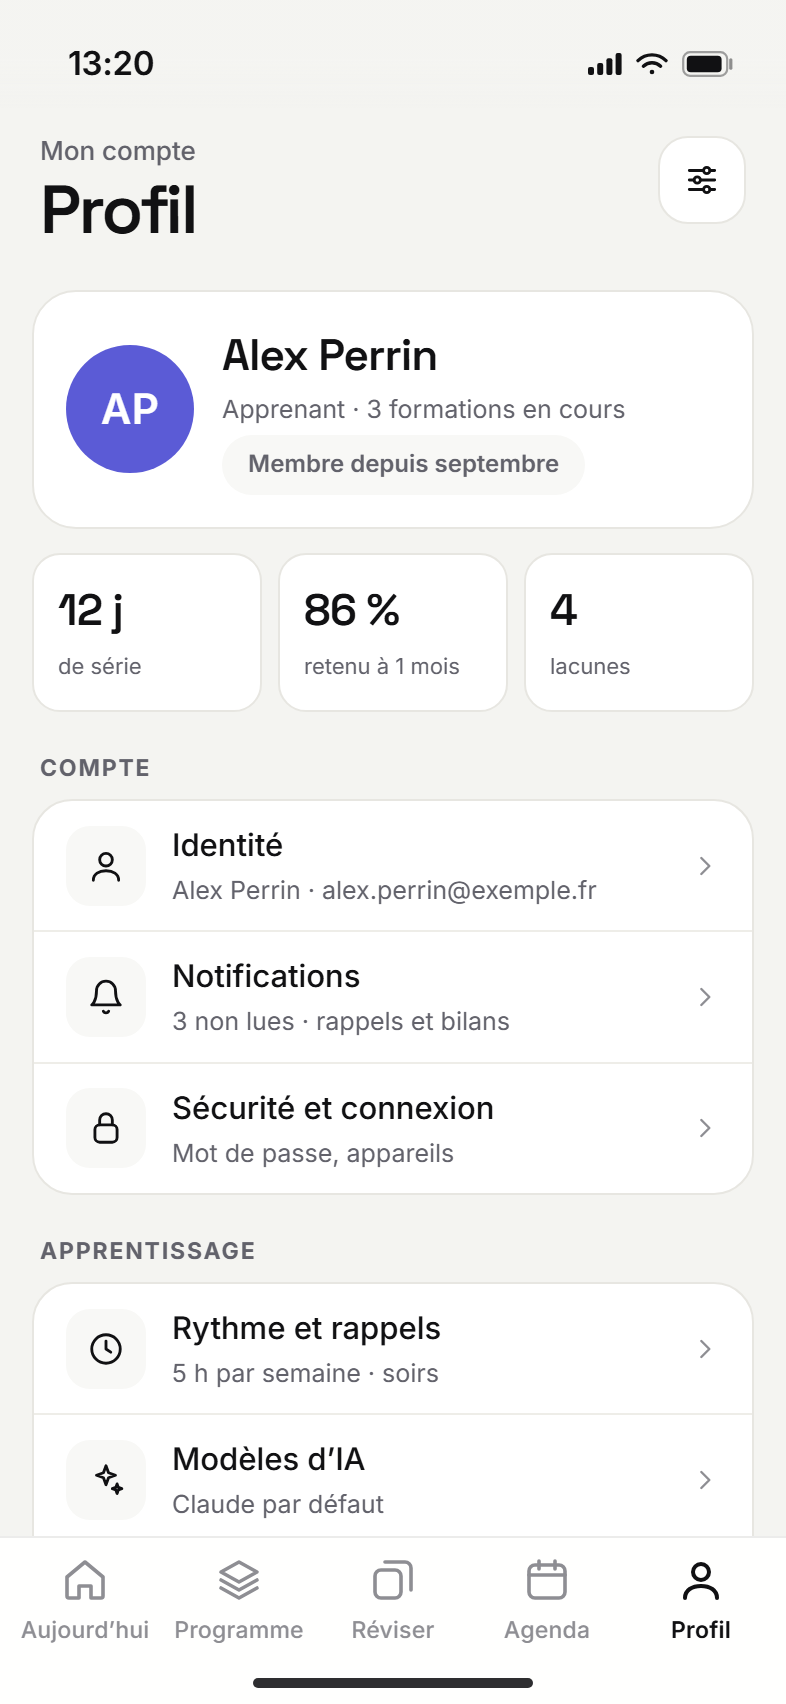 13:20
Mon compte
Profil
AP
Alex Perrin
Apprenant · 3 formations en cours
Membre depuis septembre
12 j
de série
86 %
retenu à 1 mois
4
lacunes
COMPTE
Identité
Alex Perrin · alex.perrin@exemple.fr
Notifications
3 non lues · rappels et bilans
Sécurité et connexion
Mot de passe, appareils
APPRENTISSAGE
Rythme et rappels
5 h par semaine · soirs
Modèles d’IA
Claude par défaut
Aujourd’hui
Programme
Réviser
Agenda
Profil